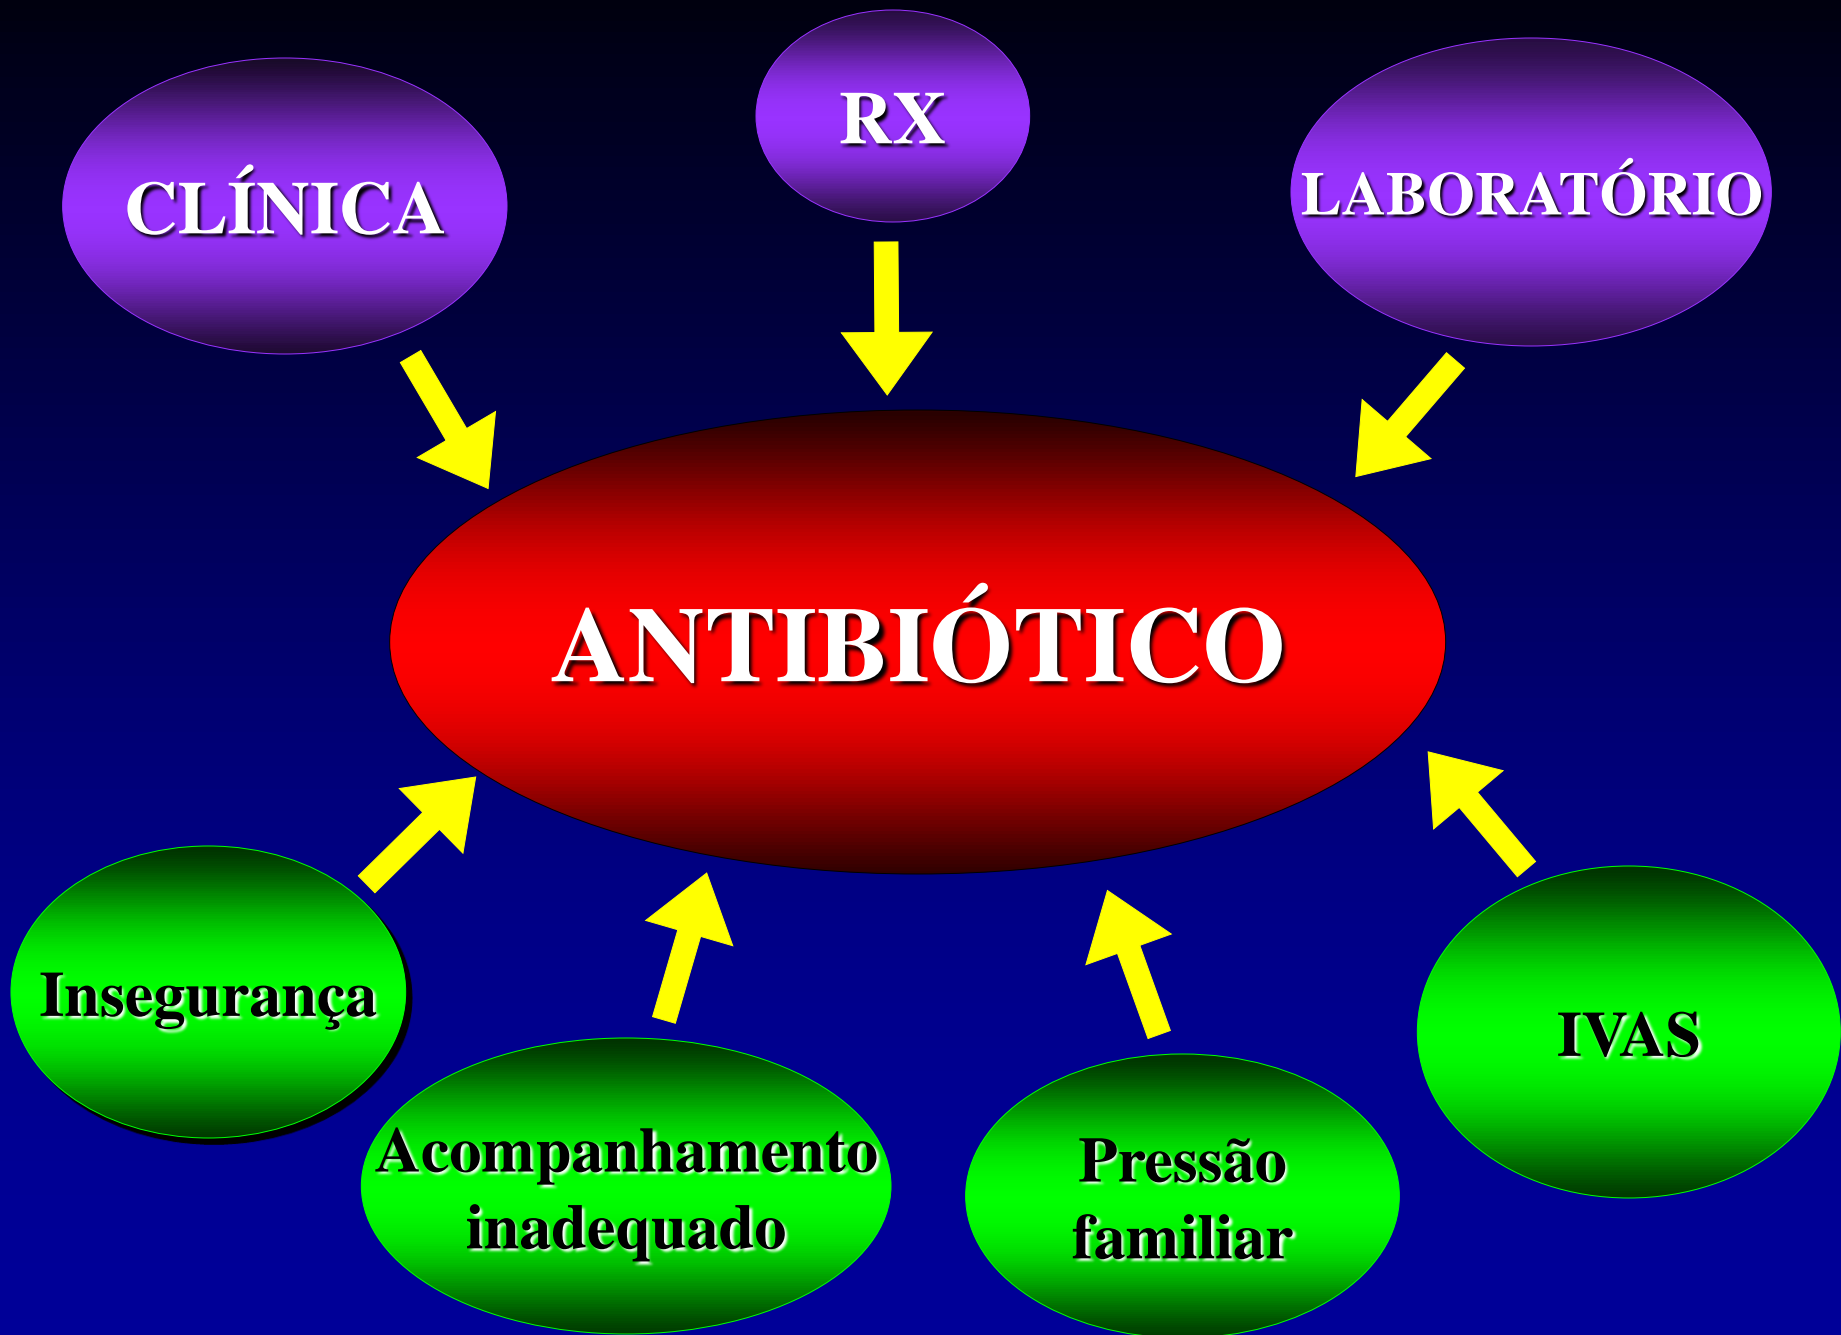 CLÍNICA
RX
LABORATÓRIO
ANTIBIÓTICO
Insegurança
Acompanhamento
inadequado
Pressão
familiar
IVAS